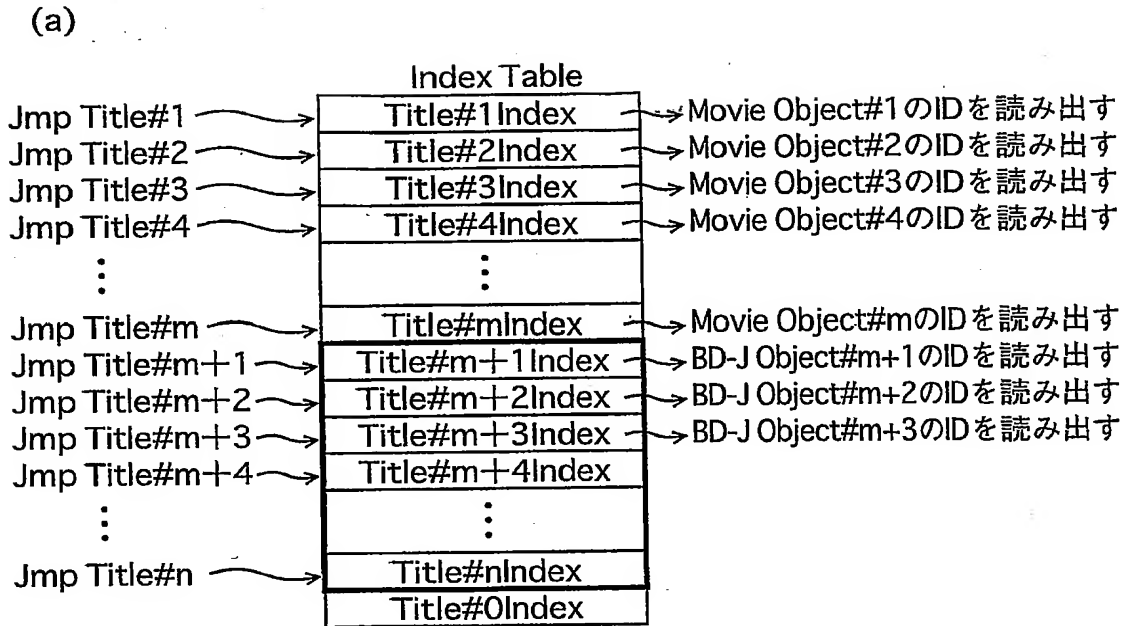 (a)
Index Table
Jmp Title#1 Title#1Index Movie Object#1のIDを読み出す
Jmp Title#2 Title#2Index Movie Object#2のIDを読み出す
Jmp Title#3 Title#3Index Movie Object#3のIDを読み出す
Jmp Title#4 Title#4Index Movie Object#4のIDを読み出す
⋮ ⋮
Jmp Title#m Title#mIndex Movie Object#mのIDを読み出す
Jmp Title#m+1 Title#m+1Index BD-J Object#m+1のIDを読み出す
Jmp Title#m+2 Title#m+2Index BD-J Object#m+2のIDを読み出す
Jmp Title#m+3 Title#m+3Index BD-J Object#m+3のIDを読み出す
Jmp Title#m+4 Title#m+4Index
⋮ ⋮
Jmp Title#n Title#nIndex
Title#0Index